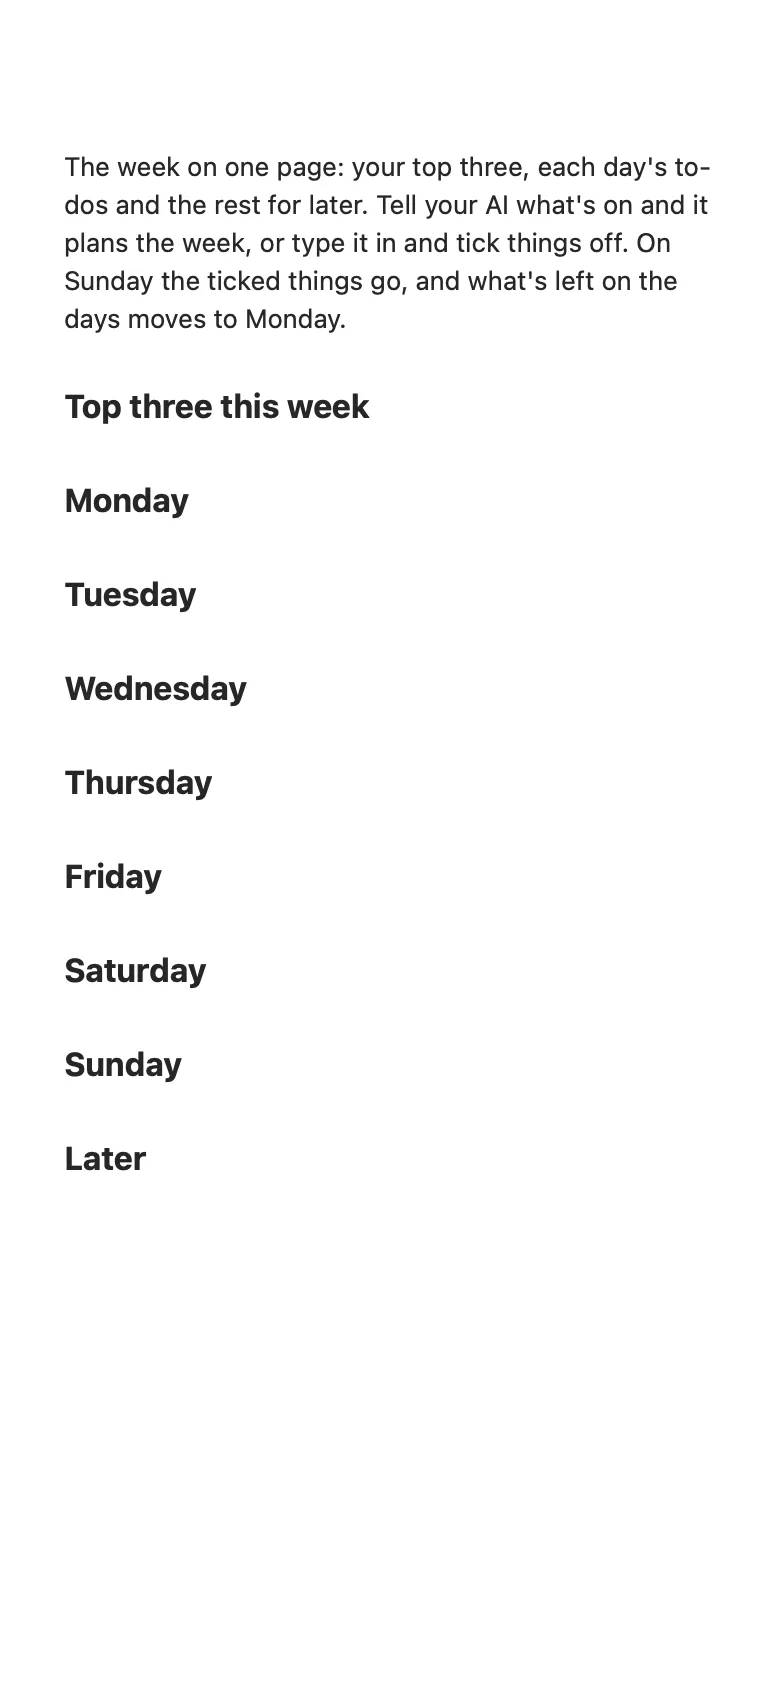 The week on one page: your top three, each day's to-
dos and the rest for later. Tell your AI what's on and it
plans the week, or type it in and tick things off. On
Sunday the ticked things go, and what's left on the
days moves to Monday.
Top three this week
Monday
Tuesday
Wednesday
Thursday
Friday
Saturday
Sunday
Later